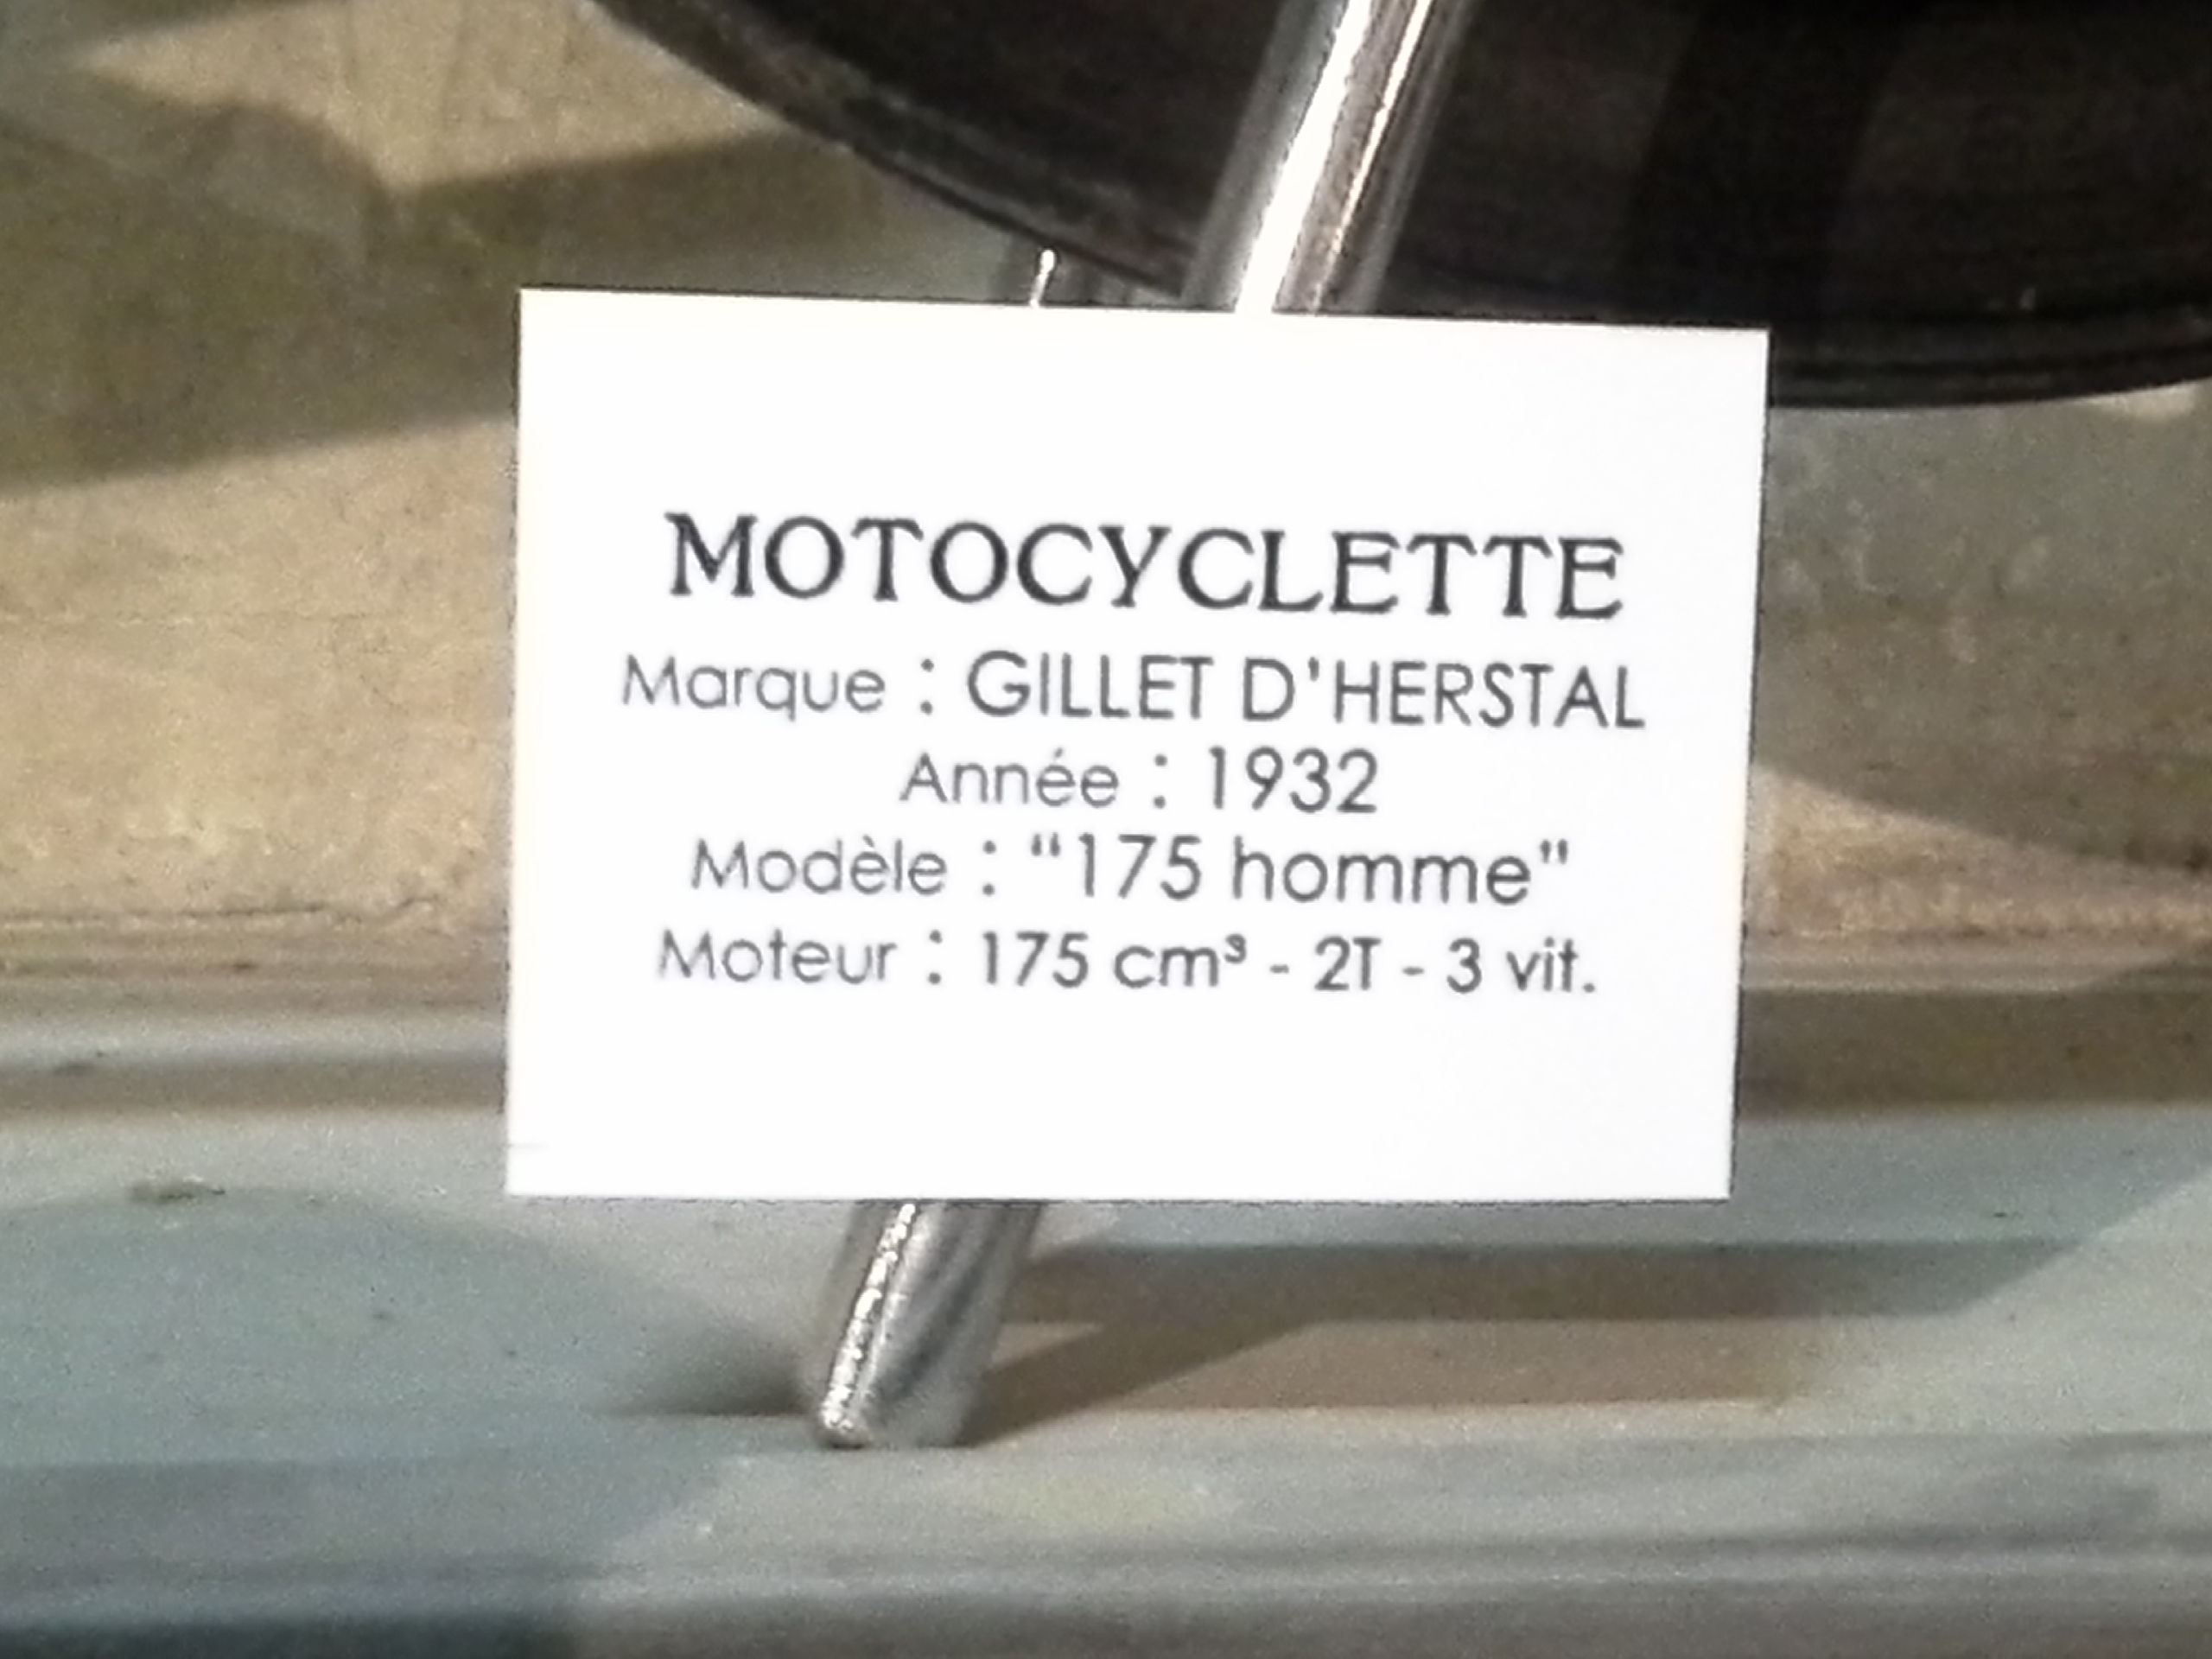 MOTOCYCLETTE
Marque : GILLET D'HERSTAL
Année : 1932
Modèle : "175 homme"
Moteur : 175 cm³ - 2T - 3 vit.